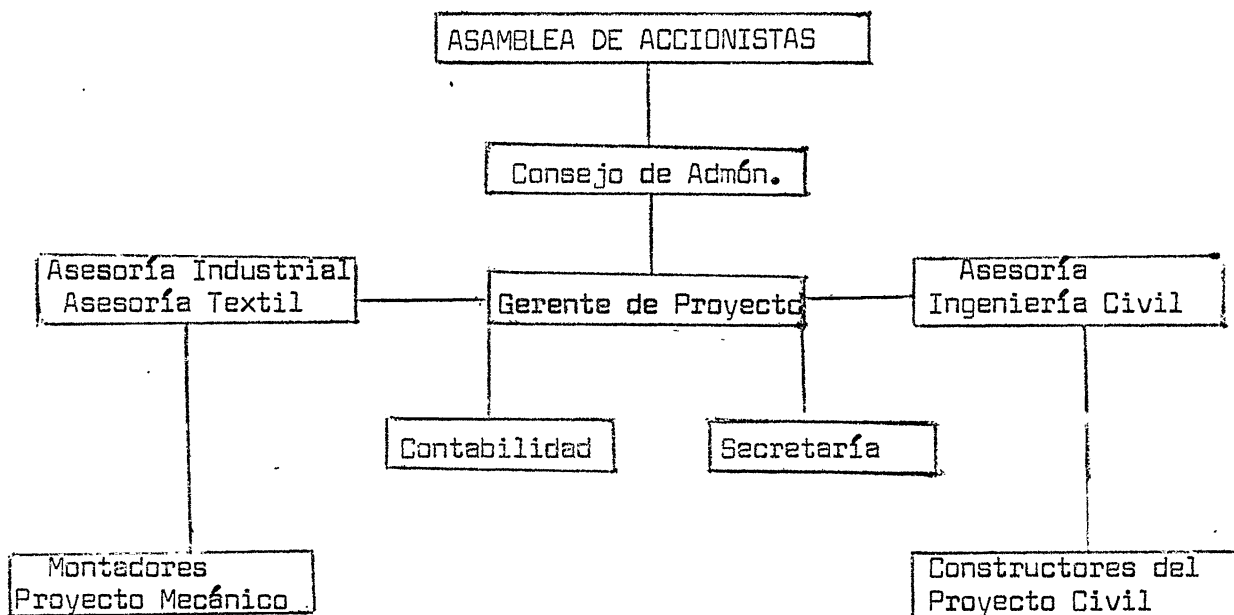 ASAMBLEA DE ACCIONISTAS
Consejo de Admón.
Asesoría Industrial
Asesoría Textil
Gerente de Proyecto
Asesoría
Ingeniería Civil
Contabilidad
Secretaría
Montadores
Proyecto Mecánico
Constructores del
Proyecto Civil